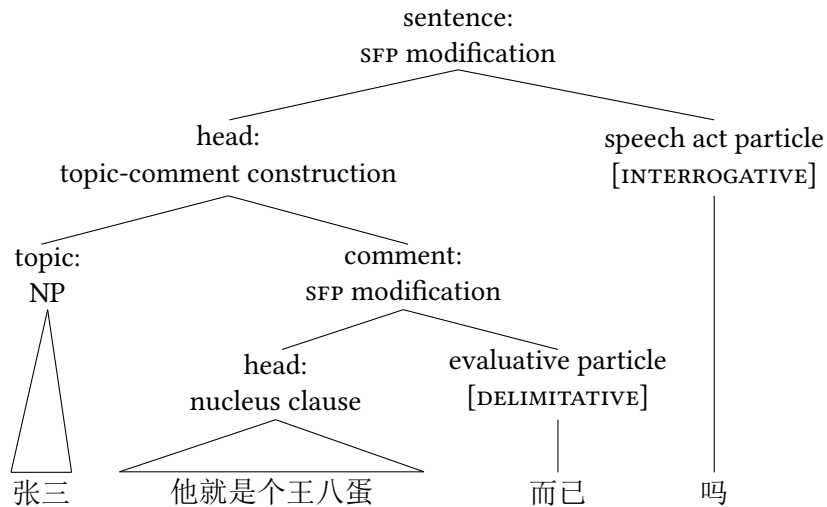 sentence:
SFP modification
head:
topic-comment construction
speech act particle
[INTERROGATIVE]
topic:
NP
comment:
SFP modification
head:
nucleus clause
evaluative particle
[DELIMITATIVE]
张三
他就是个王八蛋
而已
吗